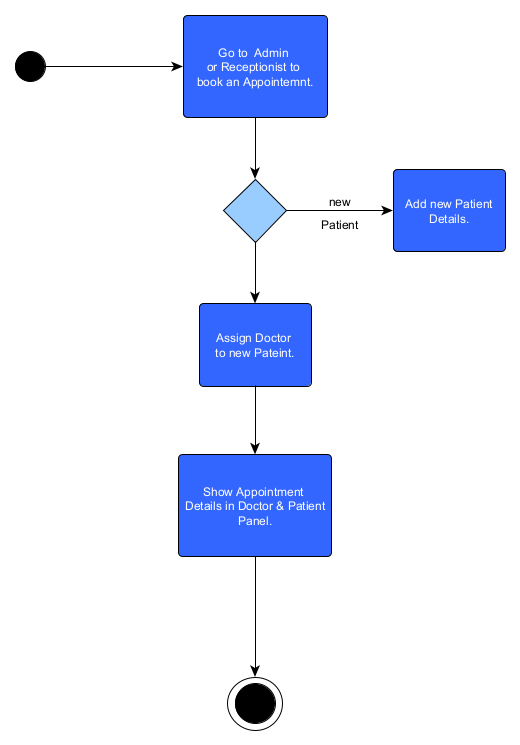 Go to  Admin
or Receptionist to
book an Appointemnt.
new
Patient
Add new Patient
Details.
Assign Doctor
to new Pateint.
Show Appointment
Details in Doctor & Patient
Panel.